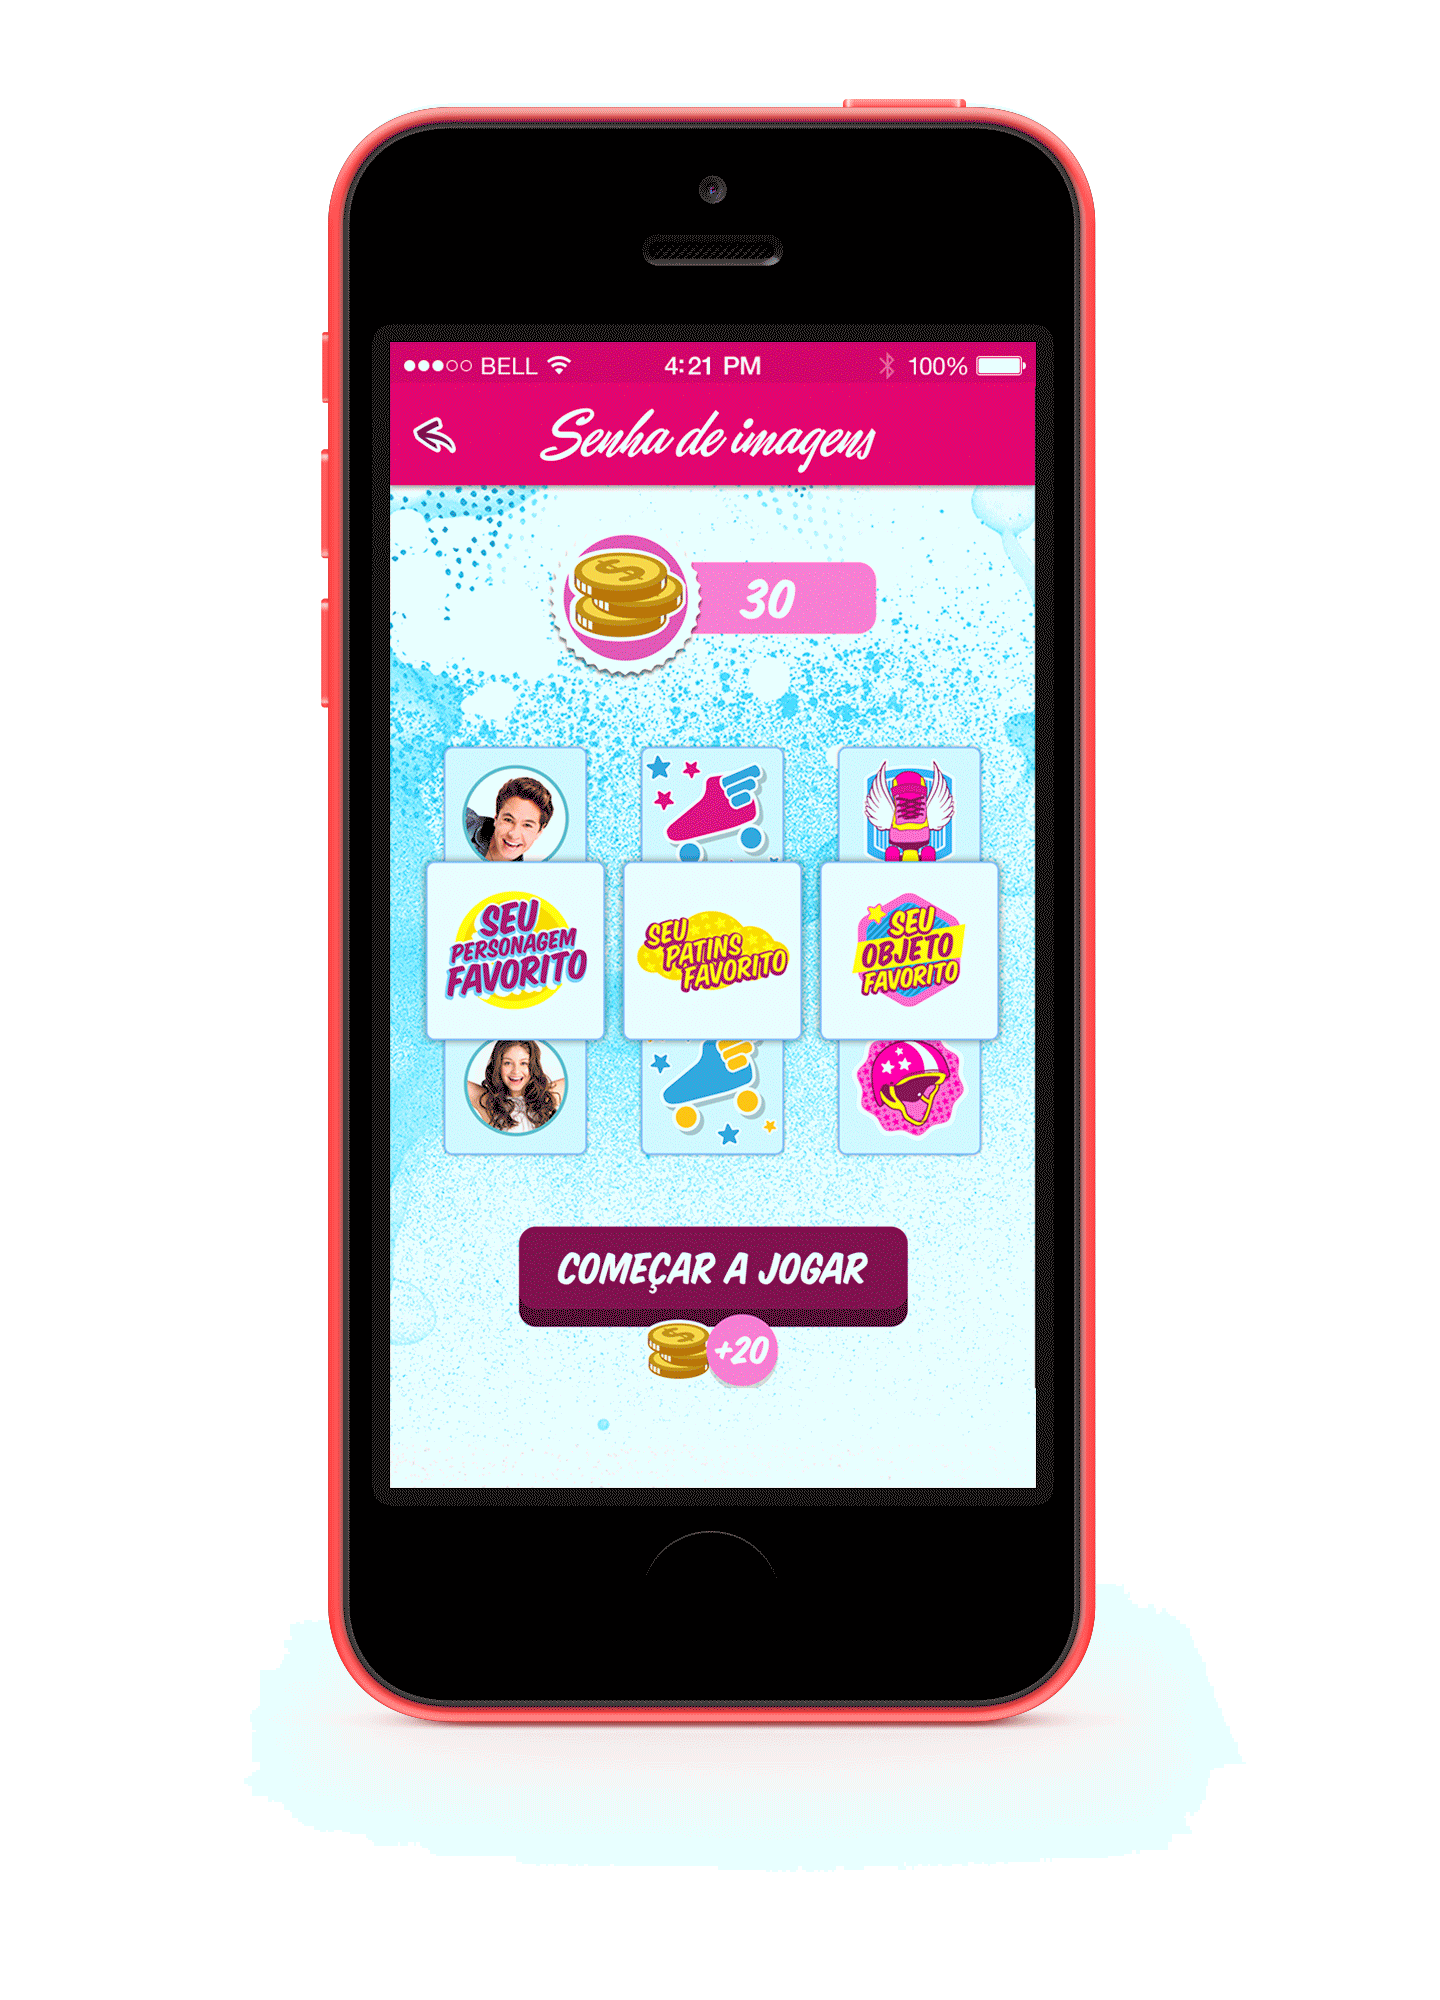 BELL 4:21 PM 100%
Senha de imagens
30
SEU
PERSONAGEM
FAVORITO
SEU
PATINS
FAVORITO
SEU
OBJETO
FAVORITO
COMEÇAR A JOGAR
+20